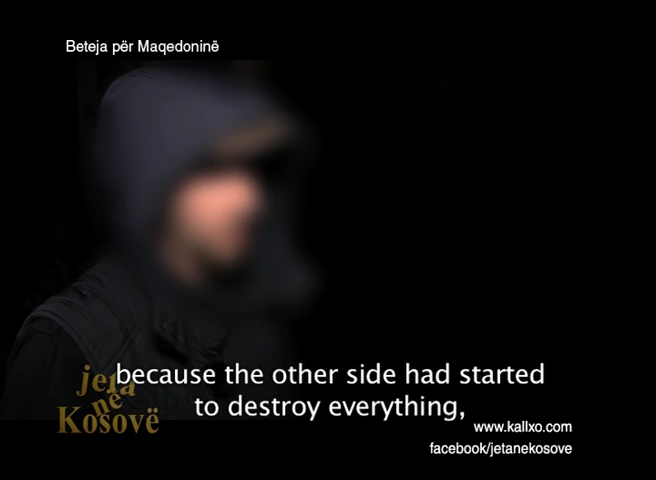 Beteja për Maqedoninë
because the other side had started
to destroy everything,
jeta
në
Kosovë
www.kallxo.com
facebook/jetanekosove